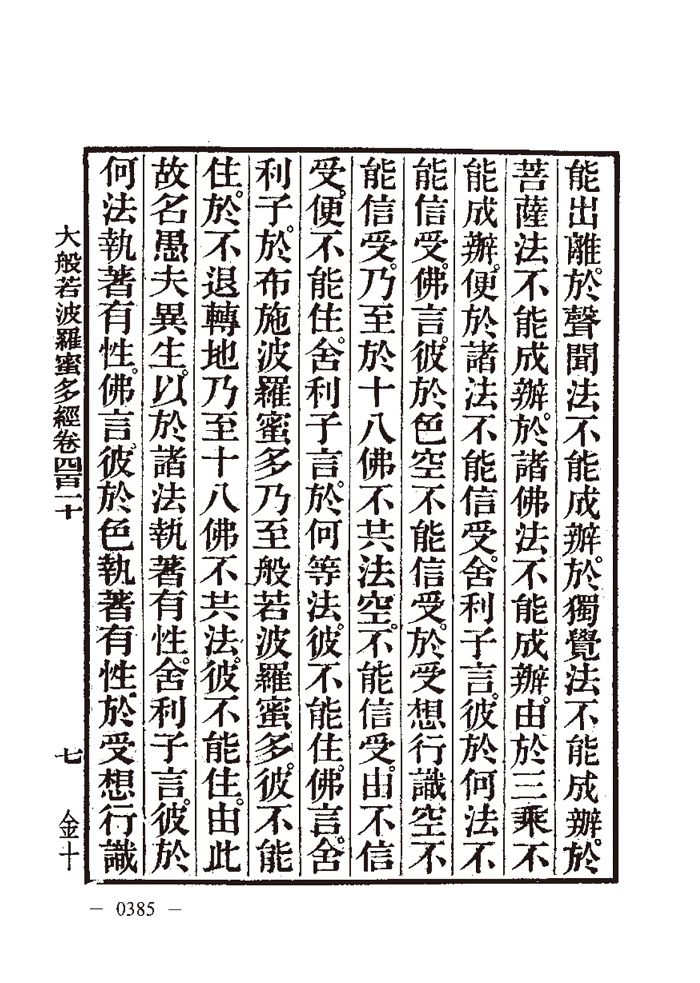 能出離。於聲聞法不能成辦。於獨覺法不能成辦。於
菩薩法不能成辦。於諸佛法不能成辦。由於三乘不
能成辦。便於諸法不能信受。舍利子言。彼於何法不
能信受。佛言。彼於色空不能信受。於受想行識空不
能信受。乃至於十八佛不共法空。不能信受。由不信
受。便不能住。舍利子言。於何等法。彼不能住。佛言。舍
利子。於布施波羅蜜多乃至般若波羅蜜多。彼不能
住。於不退轉地乃至十八佛不共法。彼不能住。由此
故名愚夫異生。以於諸法執著有性。舍利子言。彼於
何法執著有性。佛言。彼於色執著有性。於受想行識
大般若波羅蜜多經卷四百一十
七
金十
— 0385 —